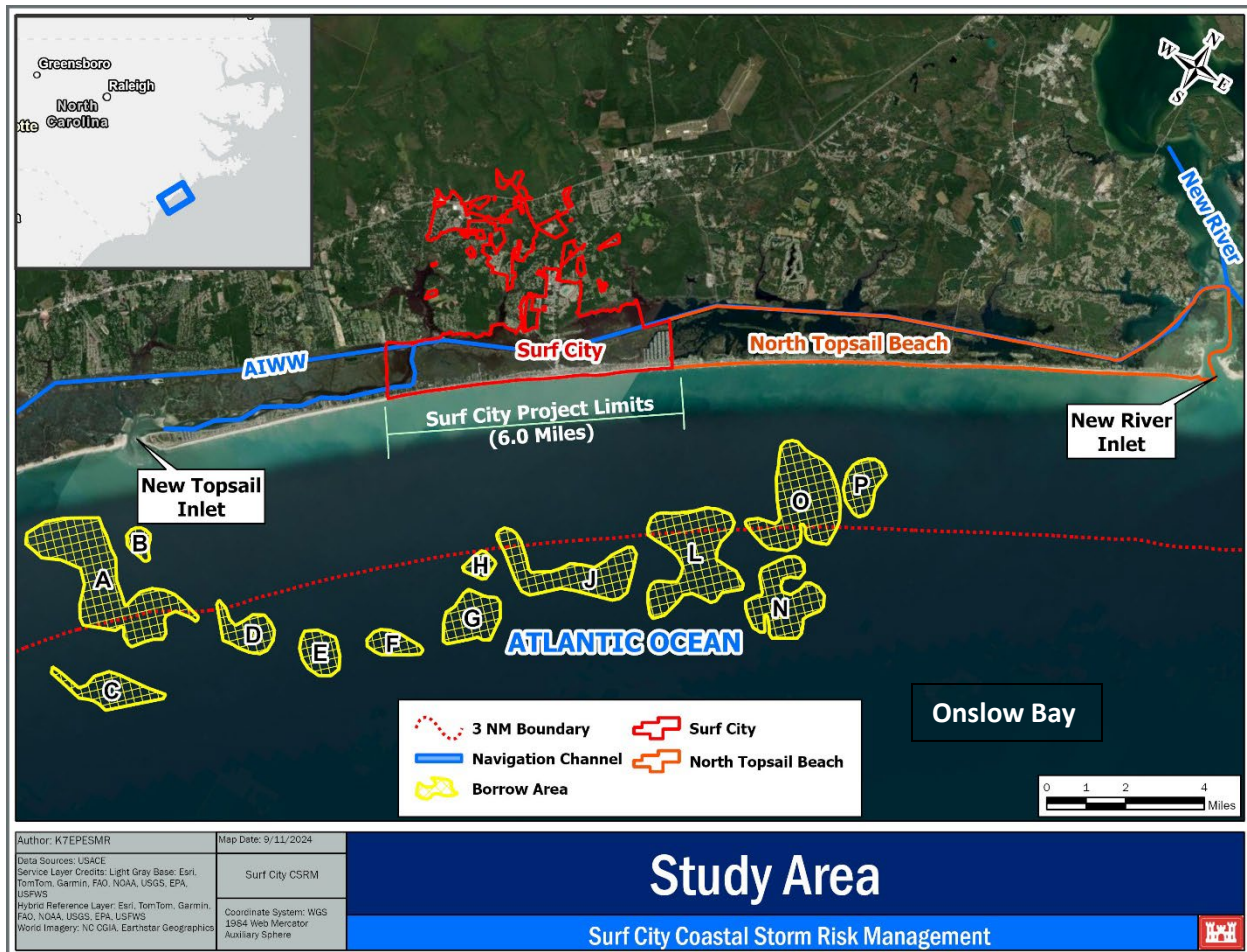 Greensboro
Raleigh
North
Carolina
otte
N
W
E
S
New River
AIWW
Surf City
North Topsail Beach
Surf City Project Limits
(6.0 Miles)
New River
Inlet
New Topsail
Inlet
A
B
C
D
E
F
G
H
J
L
N
O
P
ATLANTIC OCEAN
Onslow Bay
3 NM Boundary
Surf City
Navigation Channel
North Topsail Beach
Borrow Area
0 1 2 4
Miles
Author: K7EPESMR
Map Date: 9/11/2024
Data Sources: USACE
Service Layer Credits: Light Gray Base: Esri,
TomTom, Garmin, FAO, NOAA, USGS, EPA,
USFWS
Hybrid Reference Layer: Esri, TomTom, Garmin,
FAO, NOAA, USGS, EPA, USFWS
World Imagery: NC CGIA, Earthstar Geographics
Surf City CSRM
Coordinate System: WGS
1984 Web Mercator
Auxiliary Sphere
Study Area
Surf City Coastal Storm Risk Management